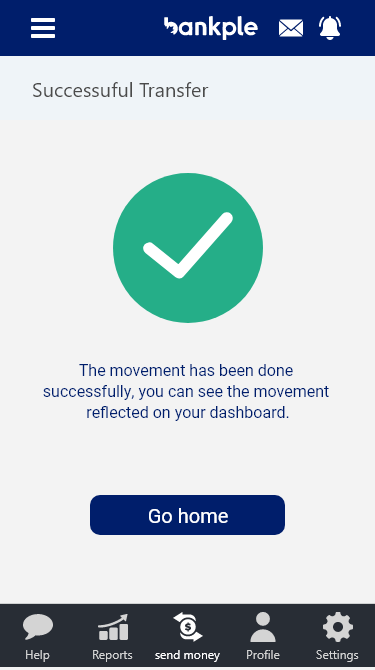 bankple
Successuful Transfer
The movement has been done
successfully, you can see the movement
reflected on your dashboard.
Go home
$
Help
Reports
send money
Profile
Settings